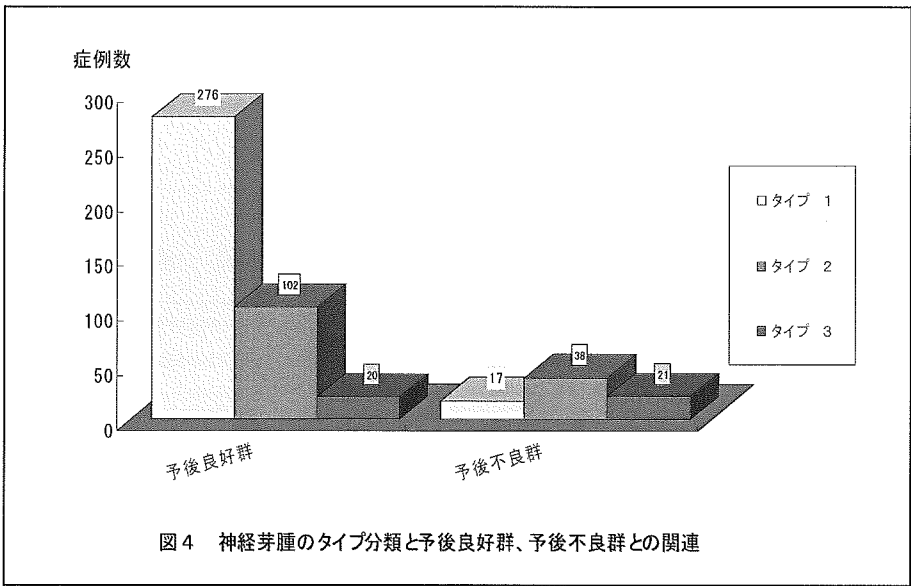 症例数
300
250
200
150
100
50
0
276
102
20
17
38
21
予後良好群
予後不良群
タイプ 1
タイプ 2
タイプ 3
図4 神経芽腫のタイプ分類と予後良好群、予後不良群との関連